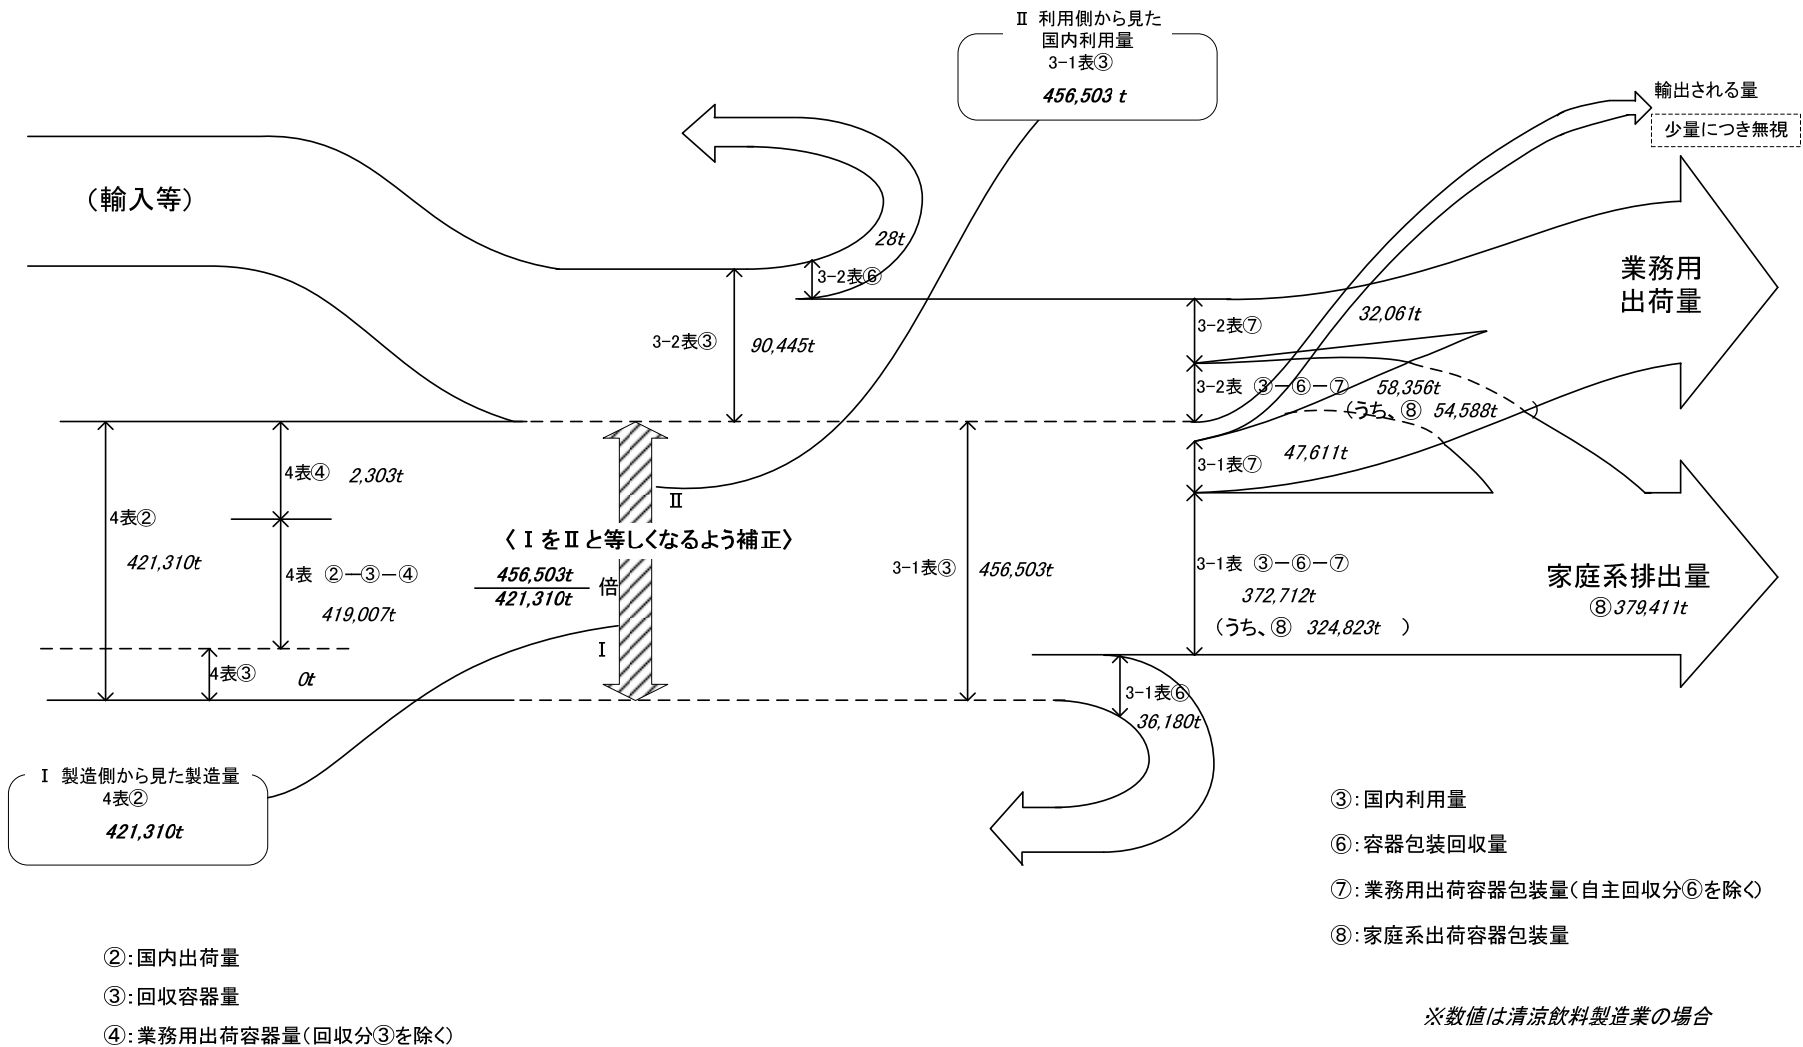 Ⅱ 利用側から見た
国内利用量
3-1表③
456,503 t
輸出される量
少量につき無視
(輸入等)
28t
3-2表⑥
業務用
出荷量
3-2表③
90,445t
3-2表⑦
32,061t
3-2表 ③-⑥-⑦
58,356t
(うち、⑧ 54,588t )
4表④
2,303t
3-1表⑦
47,611t
Ⅱ
4表②
421,310t
〈ⅠをⅡと等しくなるよう補正〉
456,503t
421,310t
倍
4表 ②-③-④
419,007t
3-1表③
456,503t
3-1表 ③-⑥-⑦
372,712t
(うち、⑧ 324,823t )
家庭系排出量
⑧379,411t
Ⅰ
4表③
0t
3-1表⑥
36,180t
Ⅰ 製造側から見た製造量
4表②
421,310t
③:国内利用量
⑥:容器包装回収量
⑦:業務用出荷容器包装量(自主回収分⑥を除く)
⑧:家庭系出荷容器包装量
②:国内出荷量
③:回収容器量
④:業務用出荷容器量(回収分③を除く)
※数値は清涼飲料製造業の場合